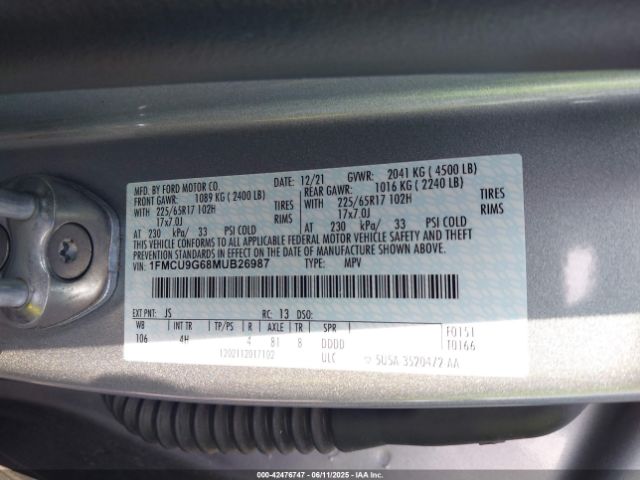 MFD. BY FORD MOTOR CO. DATE: 12/21 GVWR: 2041 KG ( 4500 LB)
FRONT GAWR: 1089 KG ( 2400 LB) REAR GAWR: 1016 KG ( 2240 LB)
WITH 225/65R17 102H TIRES WITH 225/65R17 102H TIRES
17x7.0J RIMS 17x7.0J RIMS
AT 230 kPa/ 33 PSI COLD AT 230 kPa/ 33 PSI COLD
THIS VEHICLE CONFORMS TO ALL APPLICABLE FEDERAL MOTOR VEHICLE SAFETY, BUMPER, AND THEFT
PREVENTION STANDARDS IN EFFECT ON THE DATE OF MANUFACTURE SHOWN ABOVE.
VIN: 1FMCU9G68MUB26987 TYPE: MPV
EXT PNT: JS RC: 13 DSO:
WB INT TR TP/PS R AXLE TR SPR F0151
106 4H 4 81 8 DDDD T0166
ULC 5U5A 3520472 AA
000-42476747 - 06/11/2025 - IAAI, Inc.